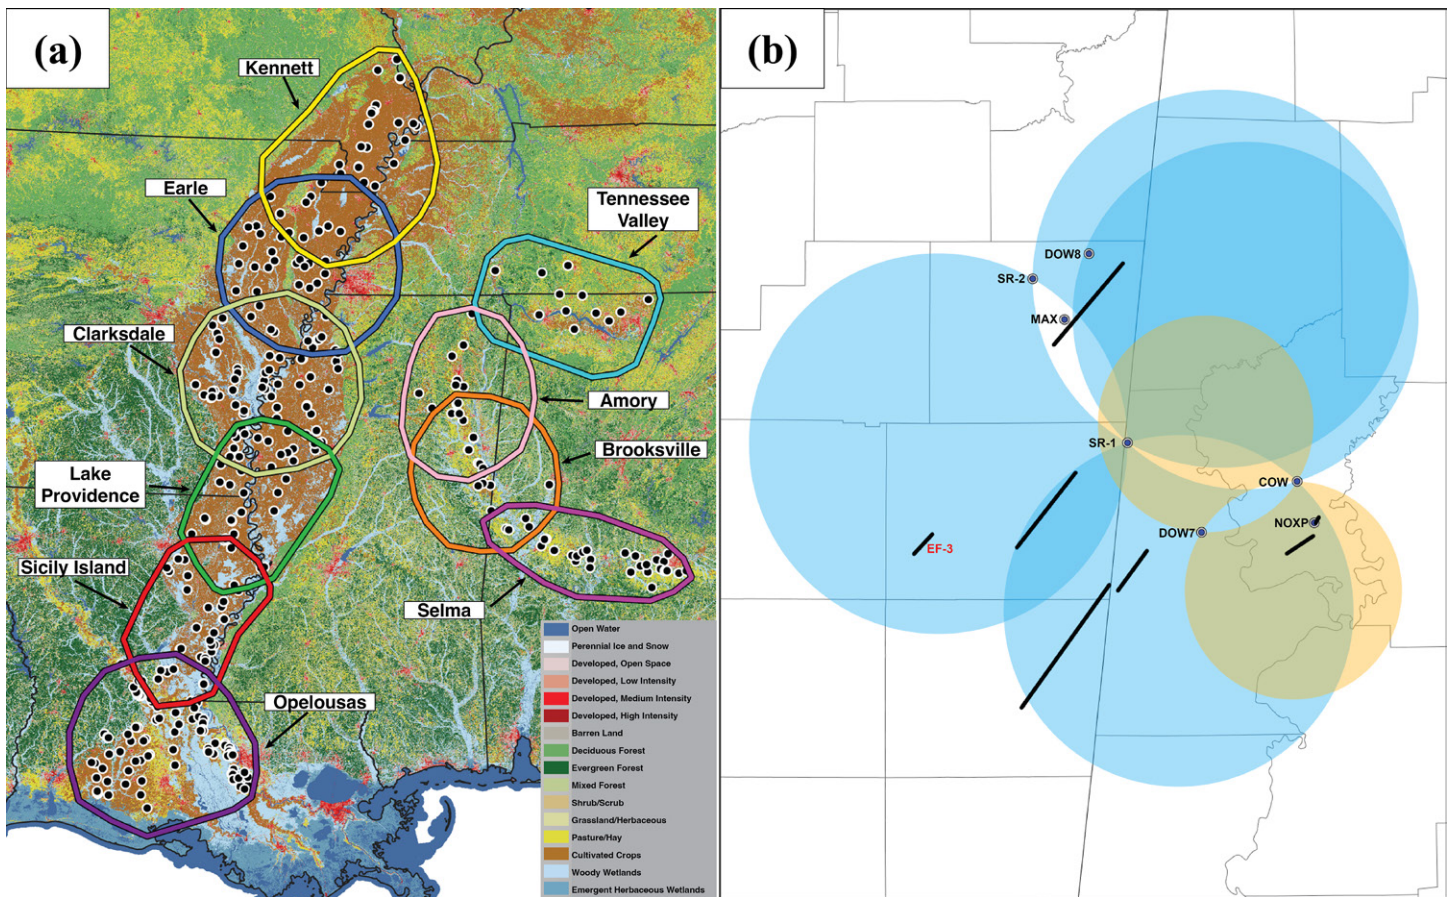 (a)
Kennett
Earle
Tennessee
Valley
Clarksdale
Amory
Brooksville
Lake
Providence
Sicily Island
Selma
Opelousas
Open Water
Perennial Ice and Snow
Developed, Open Space
Developed, Low Intensity
Developed, Medium Intensity
Developed, High Intensity
Barren Land
Deciduous Forest
Evergreen Forest
Mixed Forest
Shrub/Scrub
Grassland/Herbaceous
Pasture/Hay
Cultivated Crops
Woody Wetlands
Emergent Herbaceous Wetlands
(b)
DOW8
SR-2
MAX
SR-1
COW
NOXP
DOW7
EF-3